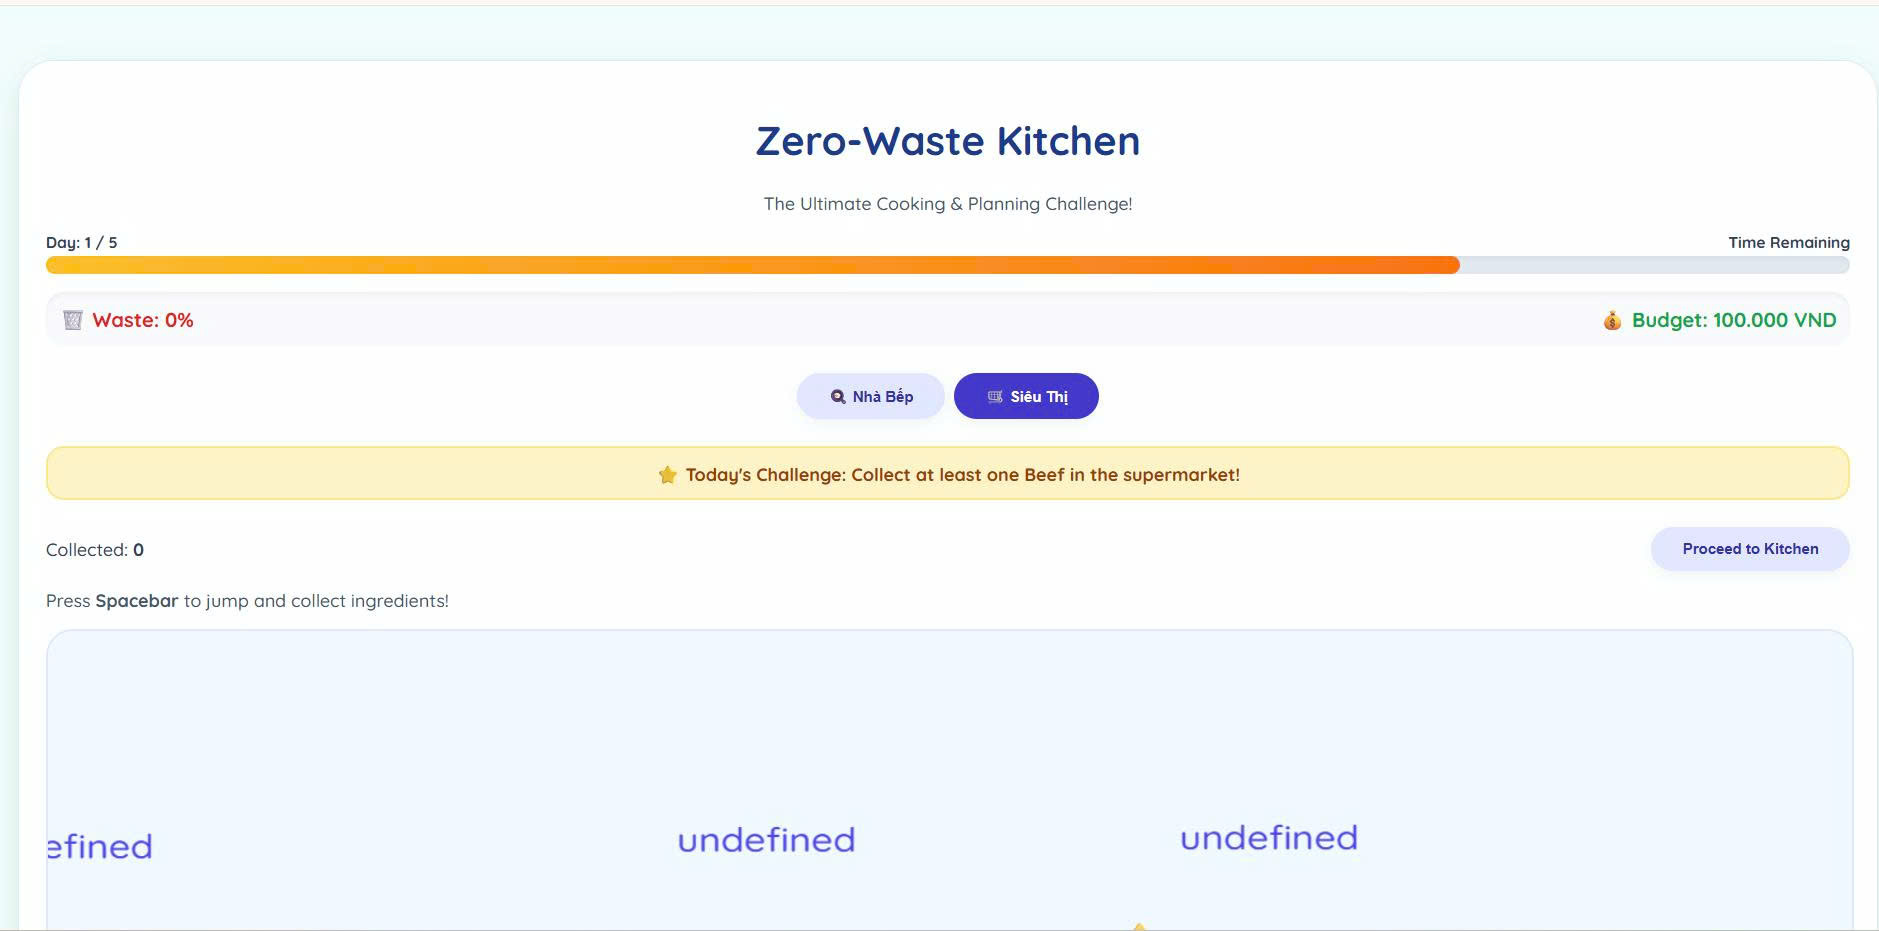 Zero-Waste Kitchen
The Ultimate Cooking & Planning Challenge!
Day: 1 / 5
Time Remaining
Waste: 0%
Budget: 100.000 VND
Nhà Bếp
Siêu Thị
Today's Challenge: Collect at least one Beef in the supermarket!
Collected: 0
Proceed to Kitchen
Press Spacebar to jump and collect ingredients!
efined
undefined
undefined